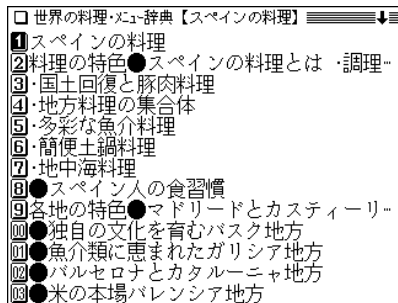 □ 世界の料理・ﾒﾆｭｰ辞典【スペインの料理】
1 スペインの料理
2 料理の特色●スペインの料理とは ・調理…
3 ・国土回復と豚肉料理
4 ・地方料理の集合体
5 ・多彩な魚介料理
6 ・簡便土鍋料理
7 ・地中海料理
8 ●スペイン人の食習慣
9 各地の特色●マドリードとカスティーリ…
00 ●独自の文化を育むバスク地方
01 ●魚介類に恵まれたガリシア地方
02 ●バルセロナとカタルーニャ地方
03 ●米の本場バレンシア地方